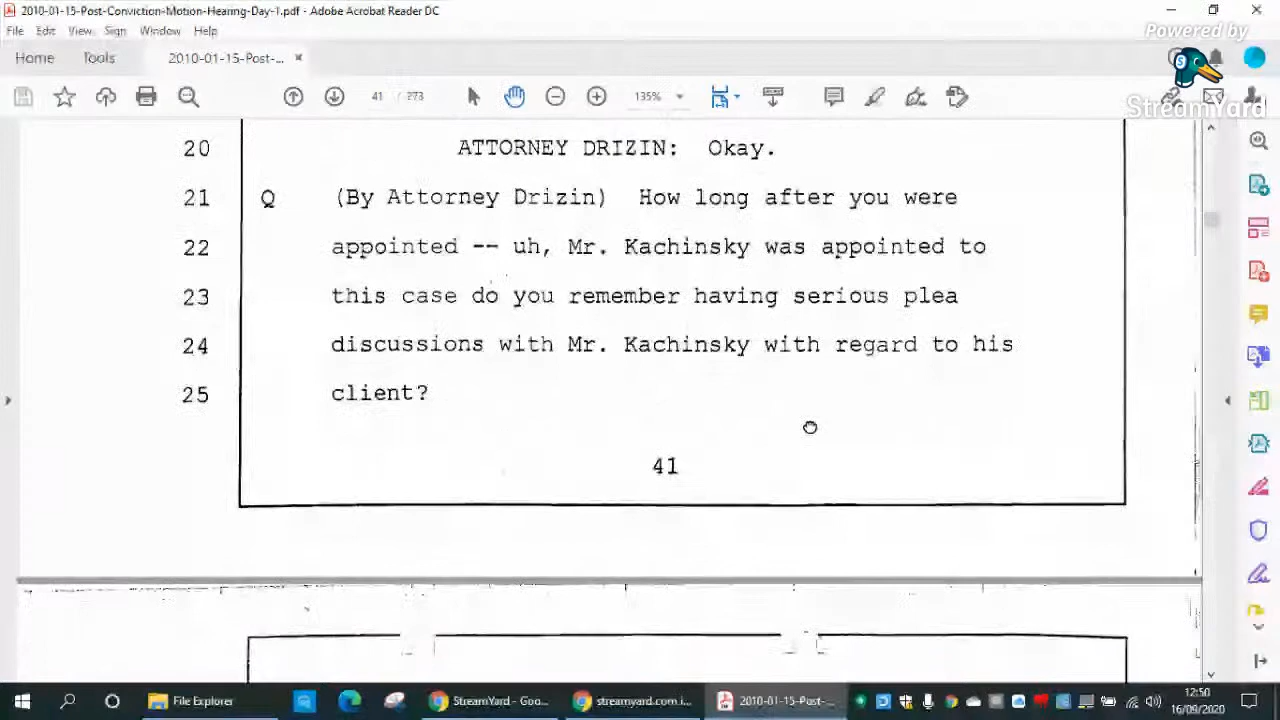 2010-01-15-Post-Conviction-Motion-Hearing-Day-1.pdf - Adobe Acrobat Reader DC
File Edit View Sign Window Help
Powered by
StreamYard
Home Tools 2010-01-15-Post-...
41 / 273 135%
20 ATTORNEY DRIZIN: Okay.
21 Q (By Attorney Drizin) How long after you were
22 appointed -- uh, Mr. Kachinsky was appointed to
23 this case do you remember having serious plea
24 discussions with Mr. Kachinsky with regard to his
25 client?
41
File Explorer StreamYard - Goo... streamyard.com i... 2010-01-15-Post-...
12:50
16/09/2020